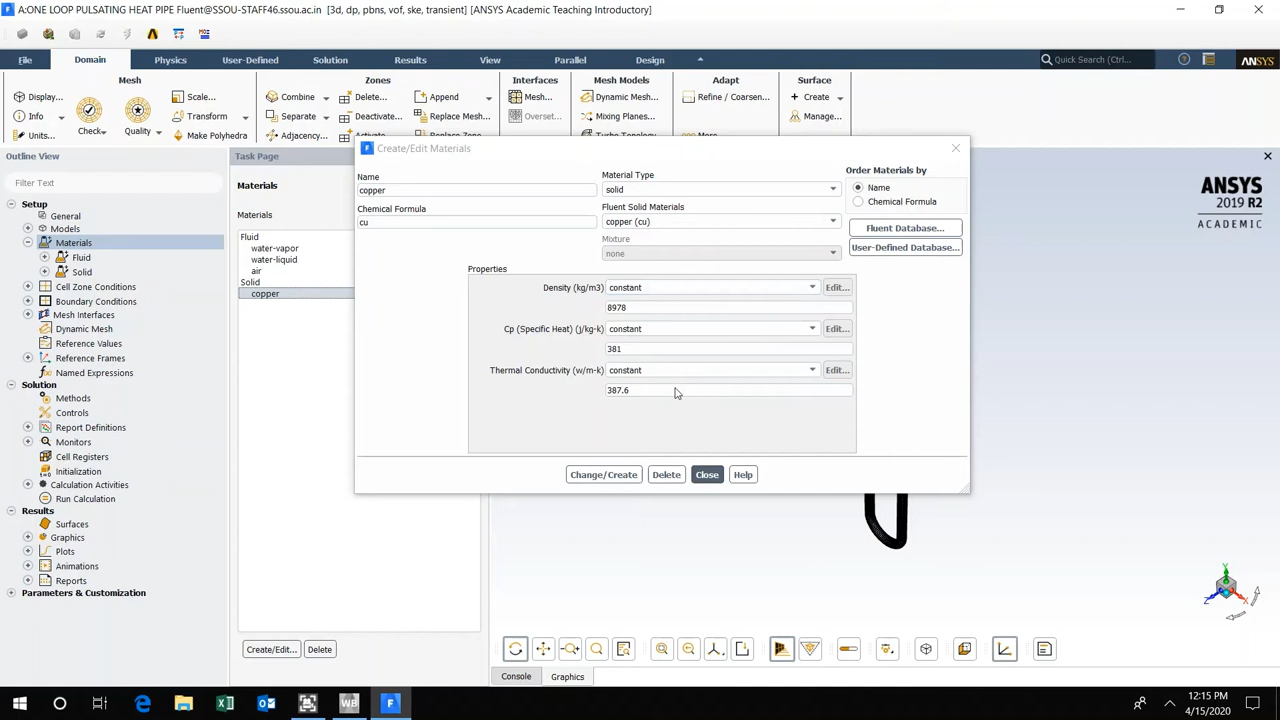 A:ONE LOOP PULSATING HEAT PIPE Fluent@SSOU-STAFF46.ssou.ac.in [3d, dp, pbns, vof, ske, transient] [ANSYS Academic Teaching Introductory]
File Domain Physics User-Defined Solution Results View Parallel Design Quick Search (Ctrl... ANSYS
Mesh Zones Interfaces Mesh Models Adapt Surface
Display... Scale... Combine Delete... Append Mesh... Dynamic Mesh... Refine / Coarsen... Create
Info Check Quality Transform Separate Deactivate... Replace Mesh... Overset... Mixing Planes... Manage...
Units... Make Polyhedra Adjacency... Activate... Replace Zone... Turbo Topology... More
Outline View
Filter Text
Setup
General
Models
Materials
Fluid
Solid
Cell Zone Conditions
Boundary Conditions
Mesh Interfaces
Dynamic Mesh
Reference Values
Reference Frames
Named Expressions
Solution
Methods
Controls
Report Definitions
Monitors
Cell Registers
Initialization
Calculation Activities
Run Calculation
Results
Surfaces
Graphics
Plots
Animations
Reports
Parameters & Customization
Task Page
Materials
Materials
Fluid
water-vapor
water-liquid
air
Solid
copper
Create/Edit... Delete
Create/Edit Materials
Name
copper
Chemical Formula
cu
Material Type
solid
Fluent Solid Materials
copper (cu)
Mixture
none
Order Materials by
Name
Chemical Formula
Fluent Database...
User-Defined Database...
Properties
Density (kg/m3) constant Edit...
8978
Cp (Specific Heat) (j/kg-k) constant Edit...
381
Thermal Conductivity (w/m-k) constant Edit...
387.6
Change/Create Delete Close Help
ANSYS
2019 R2
ACADEMIC
Y
Z X
Console Graphics
12:15 PM
4/15/2020